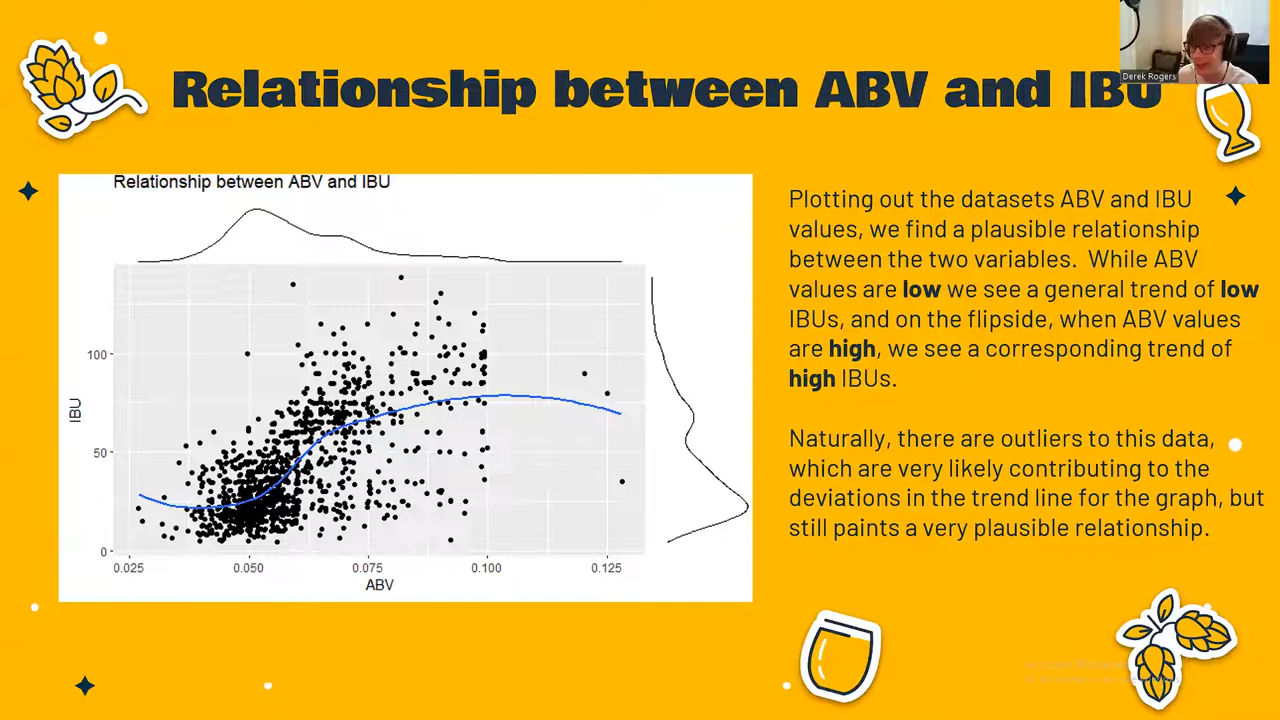 Derek Rogers
Relationship between ABV and IBU
Relationship between ABV and IBU
100
50
0
IBU
0.025 0.050 0.075 0.100 0.125
ABV
Plotting out the datasets ABV and IBU
values, we find a plausible relationship
between the two variables. While ABV
values are low we see a general trend of low
IBUs, and on the flipside, when ABV values
are high, we see a corresponding trend of
high IBUs.
Naturally, there are outliers to this data,
which are very likely contributing to the
deviations in the trend line for the graph, but
still paints a very plausible relationship.